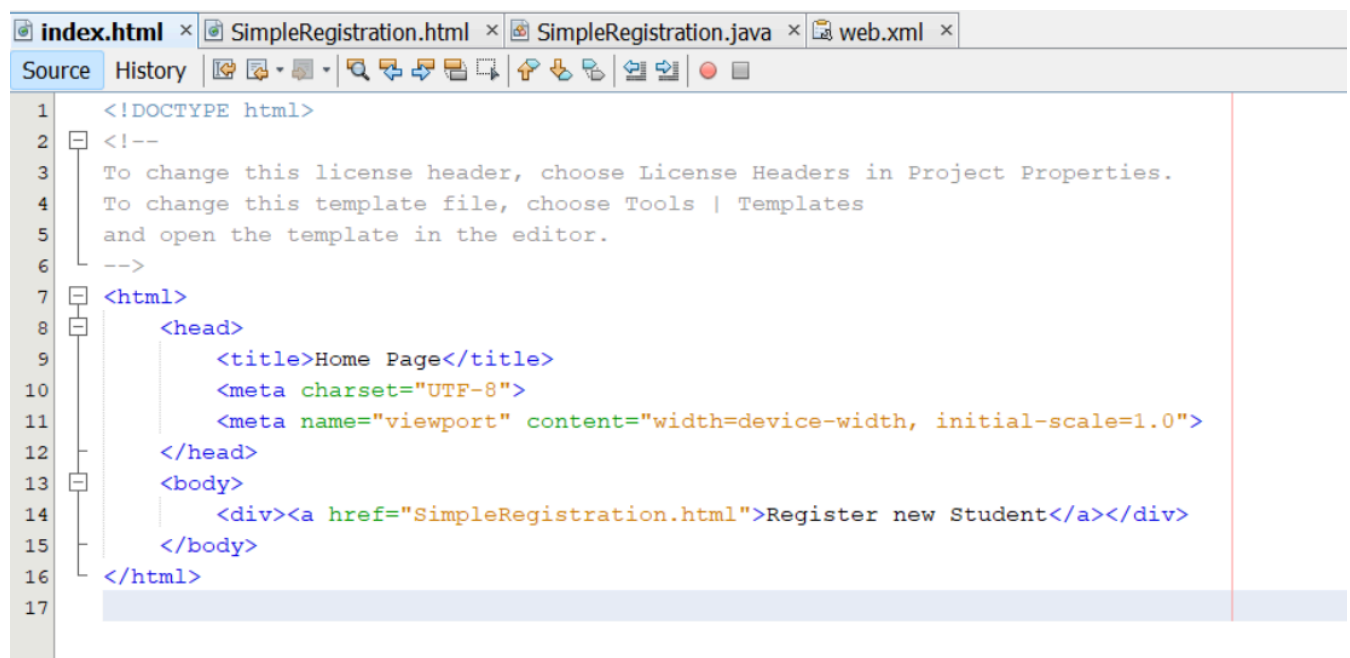 index.html × SimpleRegistration.html × SimpleRegistration.java × web.xml ×
Source History
1 <!DOCTYPE html>
2 <!--
3 To change this license header, choose License Headers in Project Properties.
4 To change this template file, choose Tools | Templates
5 and open the template in the editor.
6 -->
7 <html>
8 <head>
9 <title>Home Page</title>
10 <meta charset="UTF-8">
11 <meta name="viewport" content="width=device-width, initial-scale=1.0">
12 </head>
13 <body>
14 <div><a href="SimpleRegistration.html">Register new Student</a></div>
15 </body>
16 </html>
17